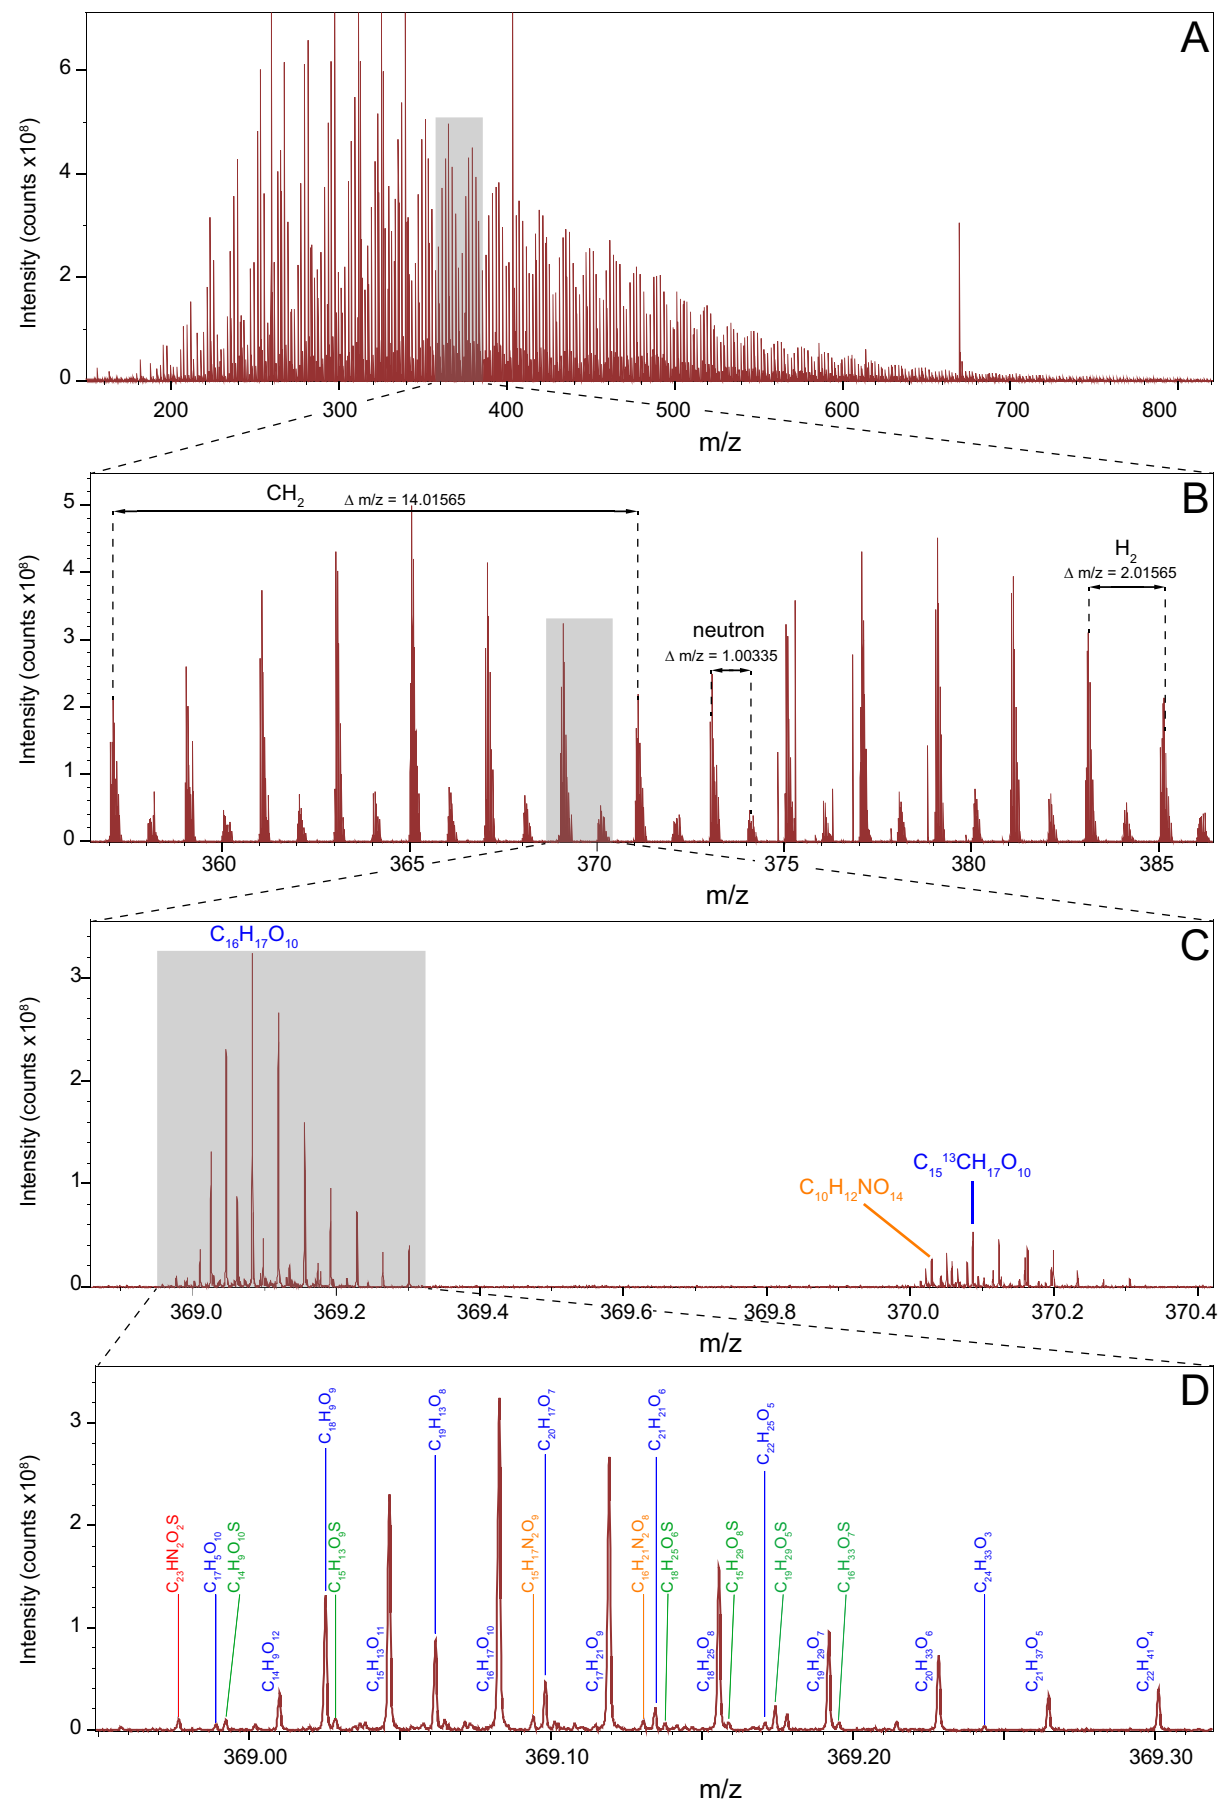 A
Intensity (counts x10⁸)
6
4
2
0
200 300 400 500 600 700 800
m/z
B
CH₂ Δ m/z = 14.01565
H₂
Δ m/z = 2.01565
neutron
Δ m/z = 1.00335
Intensity (counts x10⁸)
5
4
3
2
1
0
360 365 370 375 380 385
m/z
C
C₁₆H₁₇O₁₀
C₁₅¹³CH₁₇O₁₀
C₁₀H₁₂NO₁₄
Intensity (counts x10⁸)
3
2
1
0
369.0 369.2 369.4 369.6 369.8 370.0 370.2 370.4
m/z
D
Intensity (counts x10⁸)
3
2
1
0
C₂₃HN₂O₂S
C₁₇H₅O₁₀
C₁₄H₉O₁₀S
C₁₄H₉O₁₂
C₁₈H₉O₉
C₁₅H₁₃O₉S
C₁₅H₁₃O₁₁
C₁₉H₁₃O₈
C₁₆H₁₇O₁₀
C₁₅H₁₇N₂O₉
C₂₀H₁₇O₇
C₁₇H₂₁O₉
C₁₆H₂₁N₂O₈
C₂₁H₂₁O₆
C₁₈H₂₅O₆S
C₁₈H₂₅O₈
C₁₅H₂₉O₈S
C₂₂H₂₅O₅
C₁₉H₂₉O₅S
C₁₉H₂₉O₇
C₁₆H₃₃O₇S
C₂₀H₃₃O₆
C₂₄H₃₃O₃
C₂₁H₃₇O₅
C₂₂H₄₁O₄
369.00 369.10 369.20 369.30
m/z